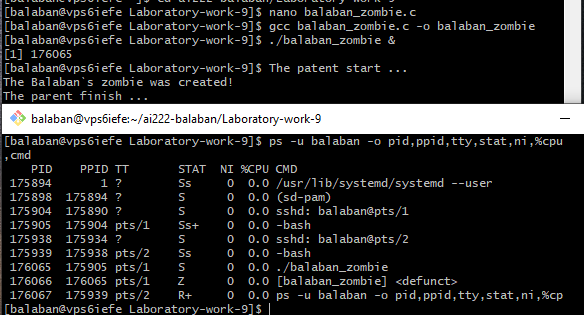 [balaban@vps6iefe Laboratory-work-9]$ nano balaban_zombie.c
[balaban@vps6iefe Laboratory-work-9]$ gcc balaban_zombie.c -o balaban_zombie
[balaban@vps6iefe Laboratory-work-9]$ ./balaban_zombie &
[1] 176065
[balaban@vps6iefe Laboratory-work-9]$ The patent start ...
The Balaban`s zombie was created!
The parent finish ...
balaban@vps6iefe:~/ai222-balaban/Laboratory-work-9
[balaban@vps6iefe Laboratory-work-9]$ ps -u balaban -o pid,ppid,tty,stat,ni,%cpu
,cmd
PID PPID TT STAT NI %CPU CMD
175894 1 ? Ss 0 0.0 /usr/lib/systemd/systemd --user
175898 175894 ? S 0 0.0 (sd-pam)
175904 175890 ? S 0 0.0 sshd: balaban@pts/1
175905 175904 pts/1 Ss+ 0 0.0 -bash
175938 175934 ? S 0 0.0 sshd: balaban@pts/2
175939 175938 pts/2 Ss 0 0.0 -bash
176065 175905 pts/1 S 0 0.0 ./balaban_zombie
176066 176065 pts/1 Z 0 0.0 [balaban_zombie] <defunct>
176067 175939 pts/2 R+ 0 0.0 ps -u balaban -o pid,ppid,tty,stat,ni,%cp
[balaban@vps6iefe Laboratory-work-9]$